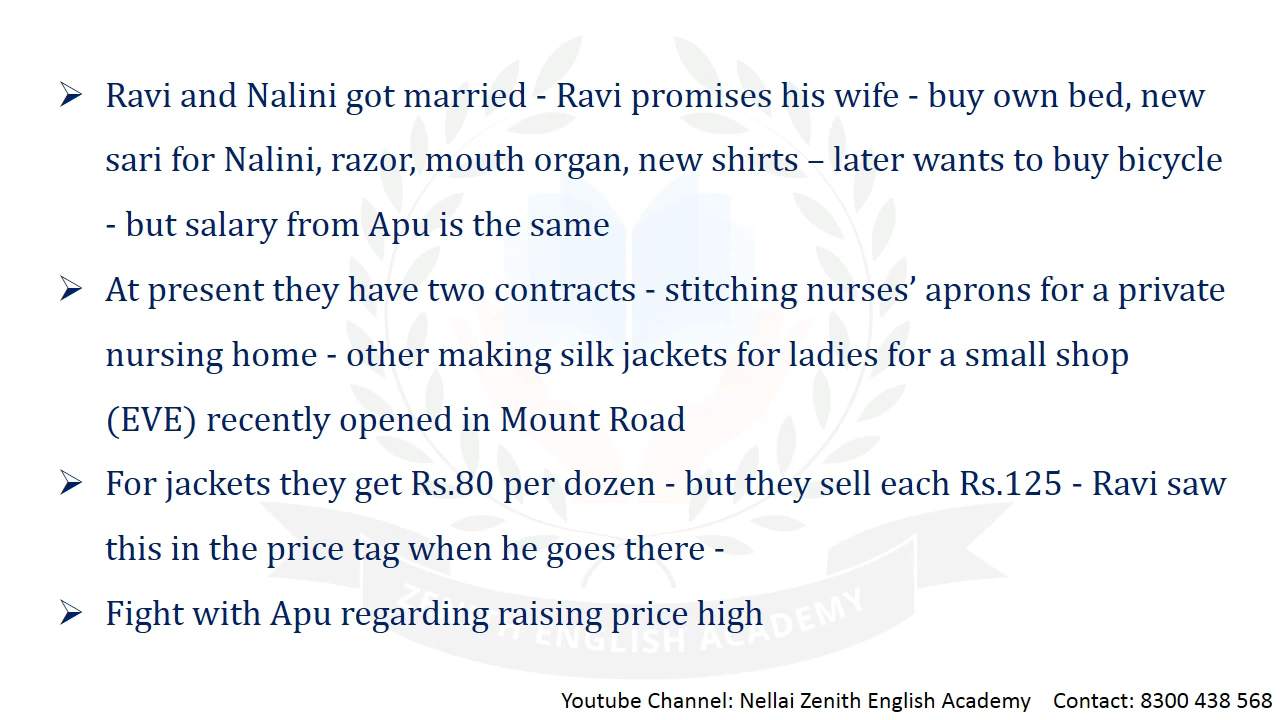 ➢ Ravi and Nalini got married - Ravi promises his wife - buy own bed, new
sari for Nalini, razor, mouth organ, new shirts – later wants to buy bicycle
- but salary from Apu is the same
➢ At present they have two contracts - stitching nurses’ aprons for a private
nursing home - other making silk jackets for ladies for a small shop
(EVE) recently opened in Mount Road
➢ For jackets they get Rs.80 per dozen - but they sell each Rs.125 - Ravi saw
this in the price tag when he goes there -
➢ Fight with Apu regarding raising price high
ZENITH ENGLISH ACADEMY
Youtube Channel: Nellai Zenith English Academy Contact: 8300 438 568